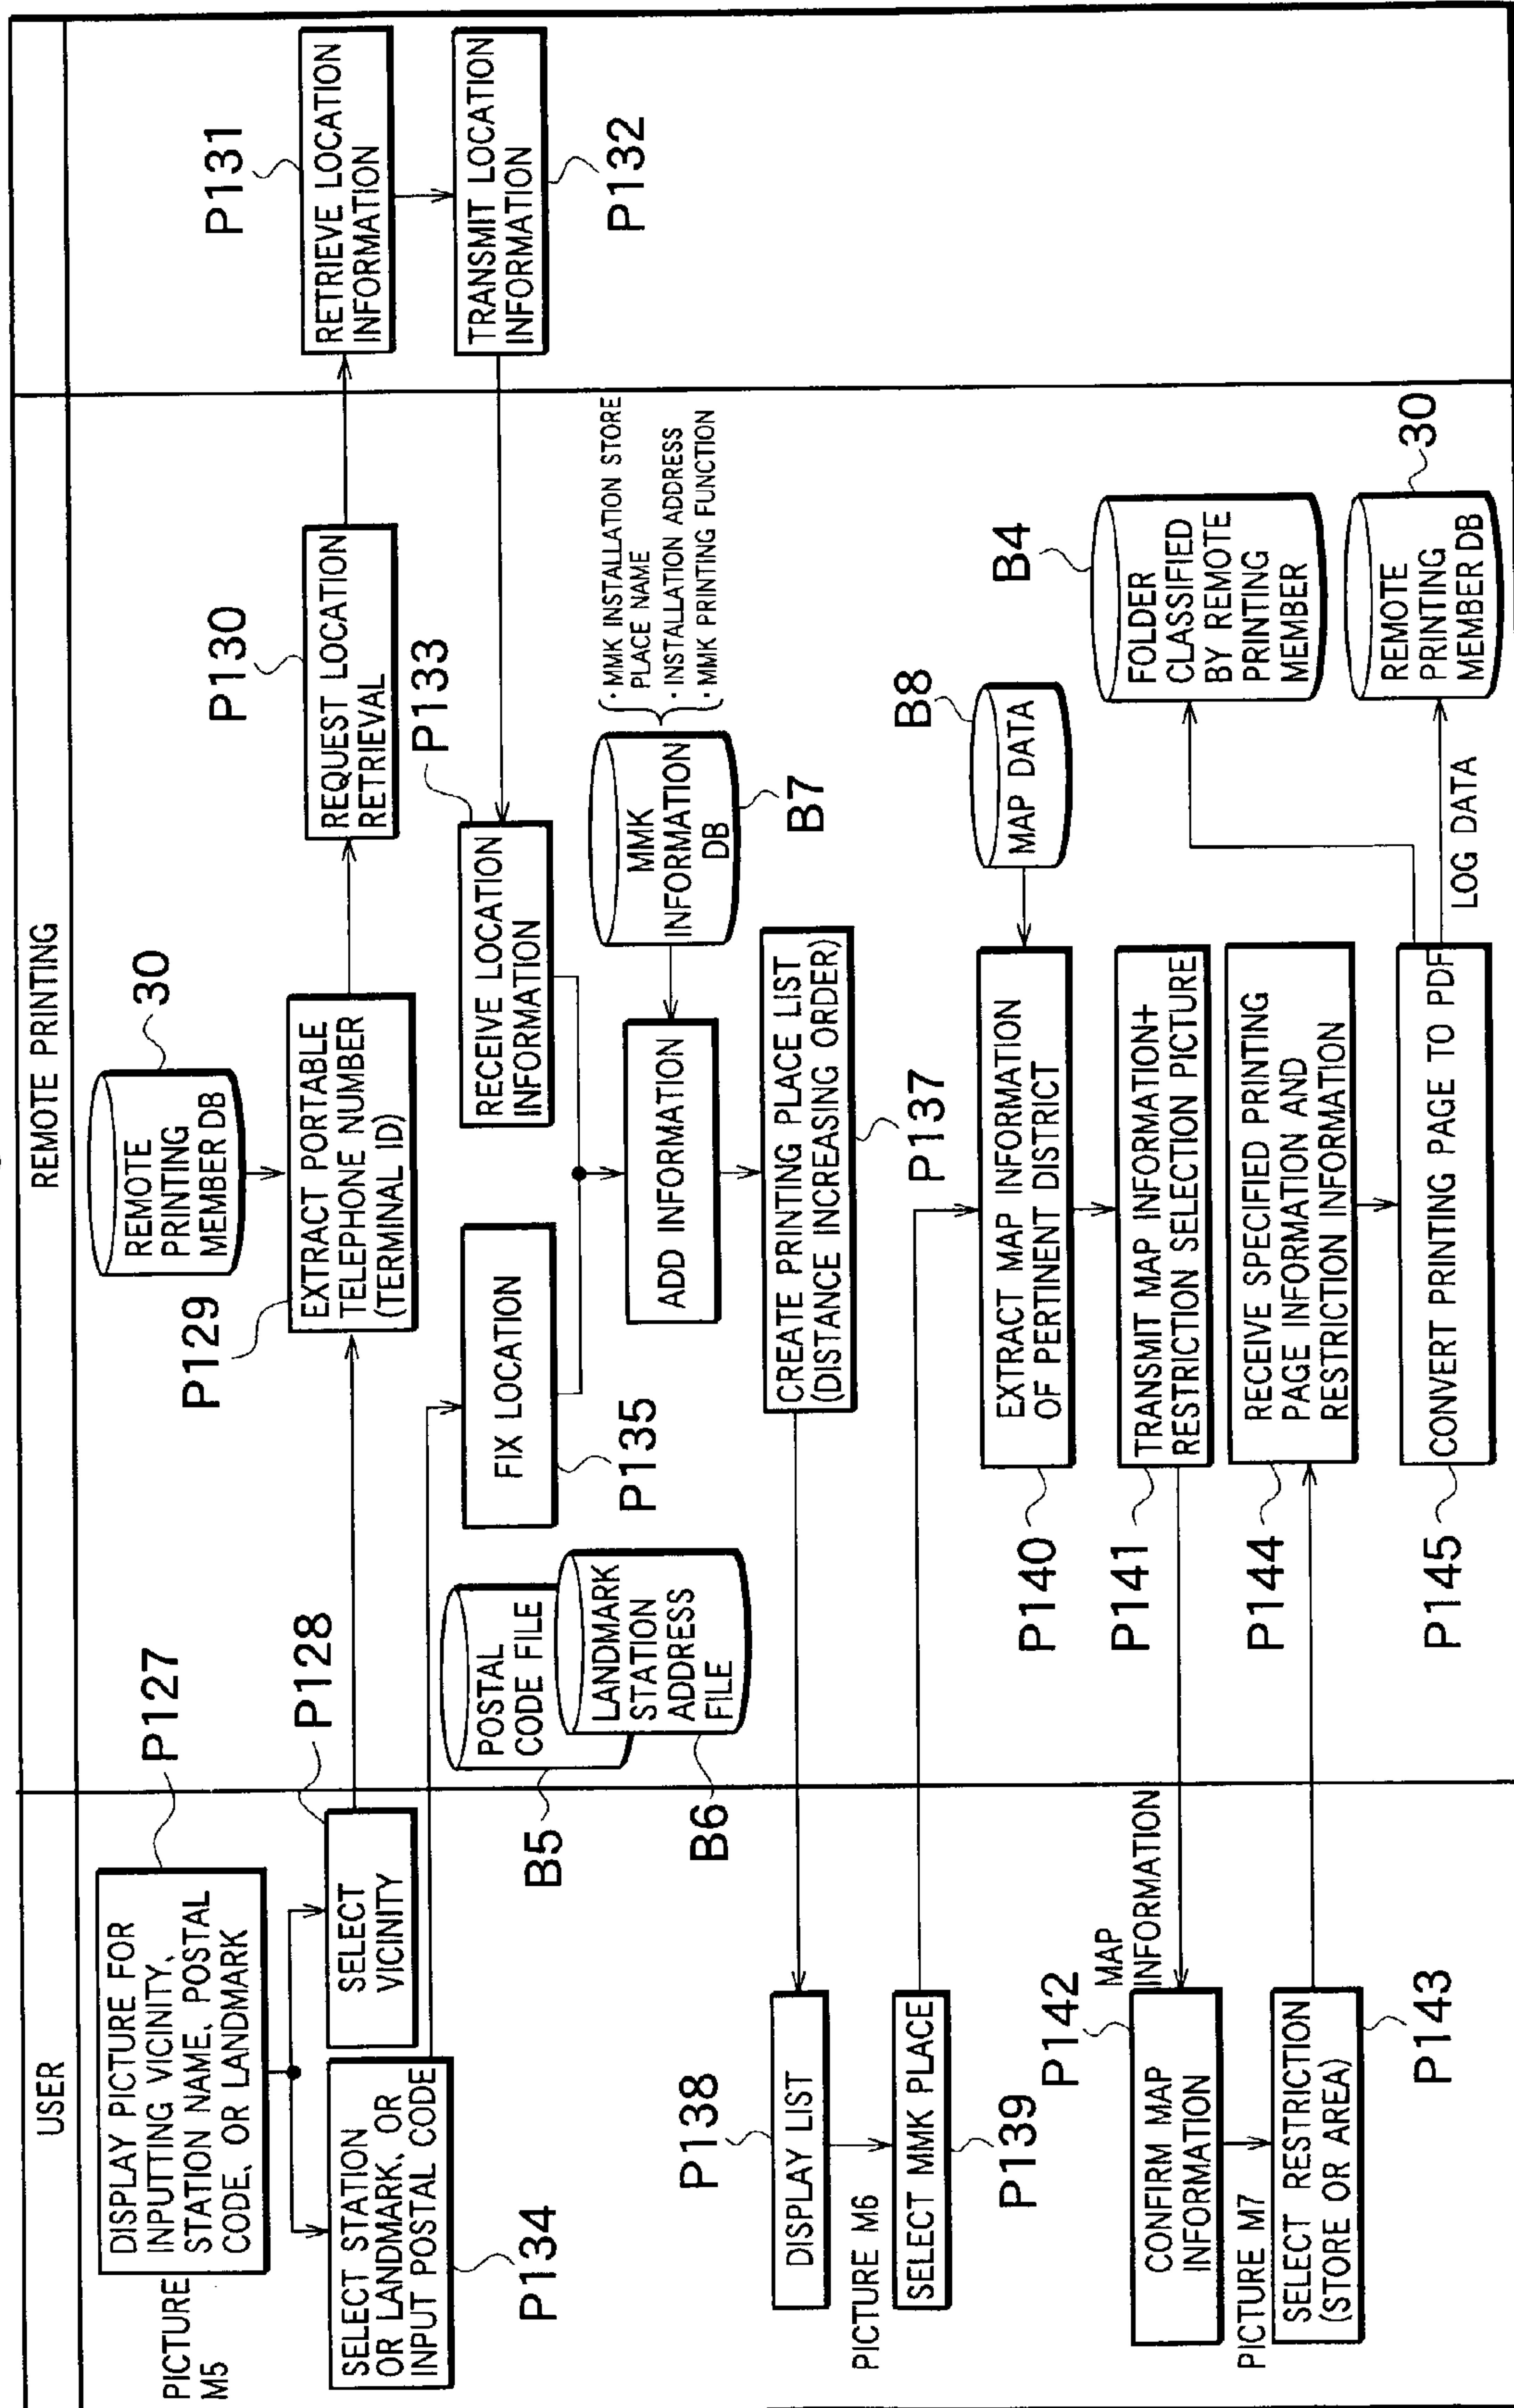 USER
REMOTE PRINTING
PICTURE
M5
DISPLAY PICTURE FOR
INPUTTING VICINITY,
STATION NAME, POSTAL
CODE, OR LANDMARK
P127
SELECT STATION
OR LANDMARK, OR
INPUT POSTAL CODE
P134
SELECT
VICINITY
P128
REMOTE
PRINTING
MEMBER DB
30
P129
EXTRACT PORTABLE
TELEPHONE NUMBER
(TERMINAL ID)
P130
REQUEST LOCATION
RETRIEVAL
P131
RETRIEVE LOCATION
INFORMATION
TRANSMIT LOCATION
INFORMATION
P132
P133
RECEIVE LOCATION
INFORMATION
B5
POSTAL
CODE FILE
B6
LANDMARK
STATION
ADDRESS
FILE
FIX LOCATION
P135
MMK
INFORMATION
DB
B7
· MMK INSTALLATION STORE
PLACE NAME
· INSTALLATION ADDRESS
· MMK PRINTING FUNCTION
ADD INFORMATION
CREATE PRINTING PLACE LIST
(DISTANCE INCREASING ORDER)
P137
P138
DISPLAY LIST
PICTURE M6
SELECT MMK PLACE
P139
B8
MAP DATA
P140
EXTRACT MAP INFORMATION
OF PERTINENT DISTRICT
P141
TRANSMIT MAP INFORMATION+
RESTRICTION SELECTION PICTURE
MAP
INFORMATION
P142
CONFIRM MAP
INFORMATION
PICTURE M7
SELECT RESTRICTION
(STORE OR AREA)
P143
P144
RECEIVE SPECIFIED PRINTING
PAGE INFORMATION AND
RESTRICTION INFORMATION
P145
CONVERT PRINTING PAGE TO PDF
B4
FOLDER
CLASSIFIED
BY REMOTE
PRINTING
MEMBER
LOG DATA
30
REMOTE
PRINTING
MEMBER DB